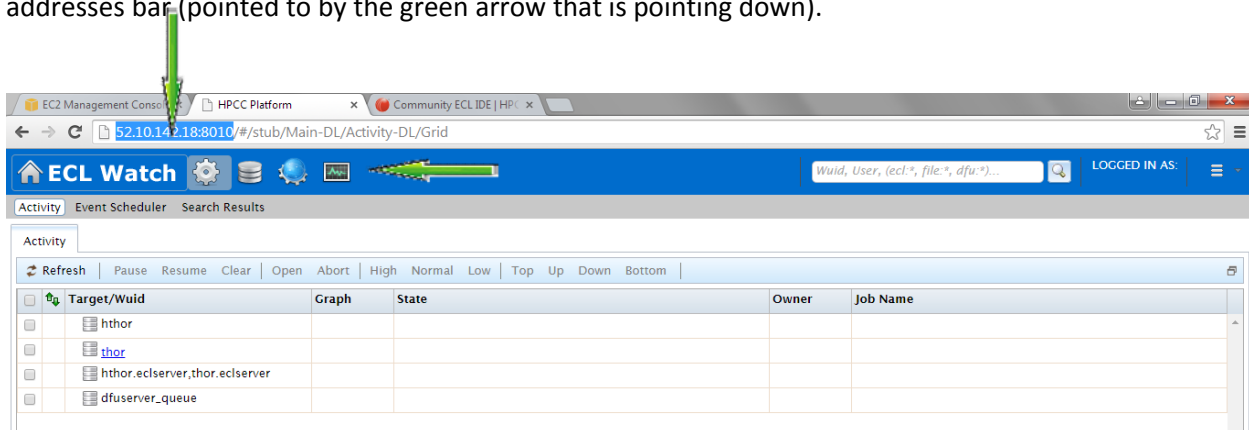 addresses bar (pointed to by the green arrow that is pointing down).
EC2 Management Conso HPCC Platform Community ECL IDE | HPC
52.10.142.18:8010/#/stub/Main-DL/Activity-DL/Grid
ECL Watch Wuid, User, (ecl:*, file:*, dfu:*)... LOGGED IN AS:
Activity Event Scheduler Search Results
Activity
Refresh Pause Resume Clear Open Abort High Normal Low Top Up Down Bottom
Target/Wuid Graph State Owner Job Name
hthor
thor
hthor.eclserver,thor.eclserver
dfuserver_queue